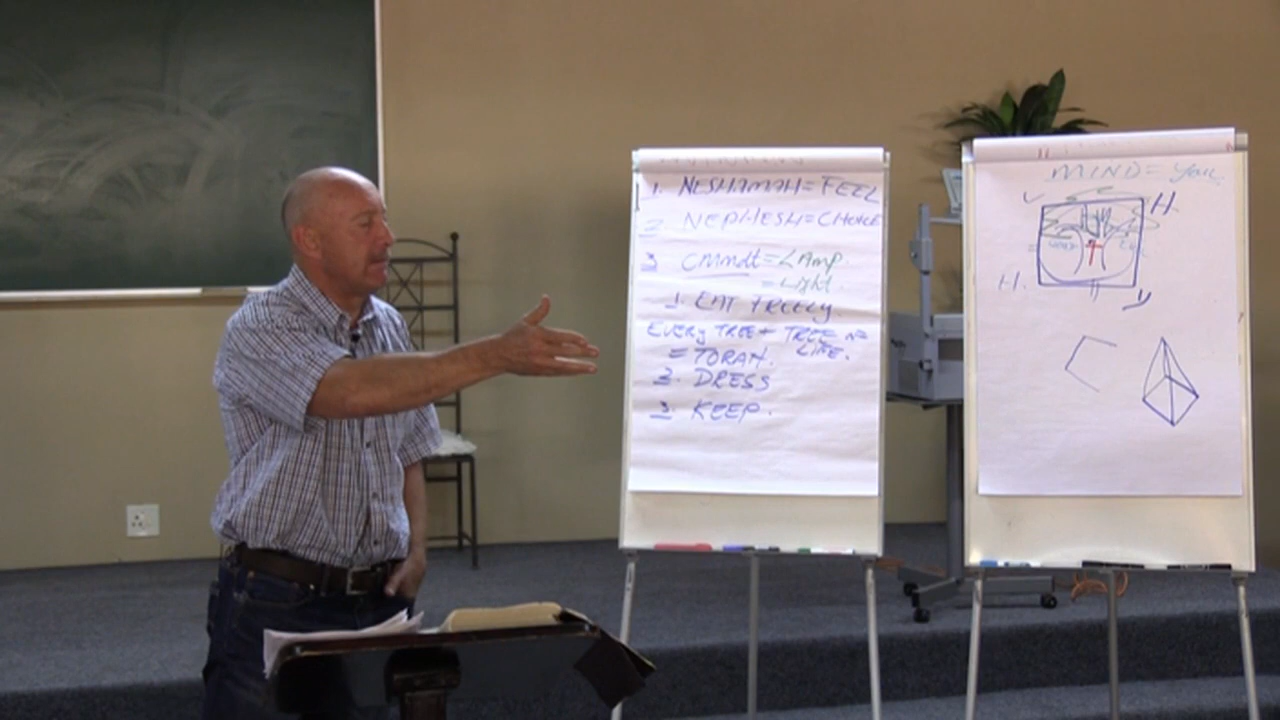 1. NESHAMAH = FEEL
2 NEPHESH = CHOICE
3 CMMDT = LAMP.
= LIGHT.
1. EAT FREELY.
EVERY TREE + TREE OF
LIFE.
= TORAH.
2. DRESS
3. KEEP.
MIND =
H.
H.